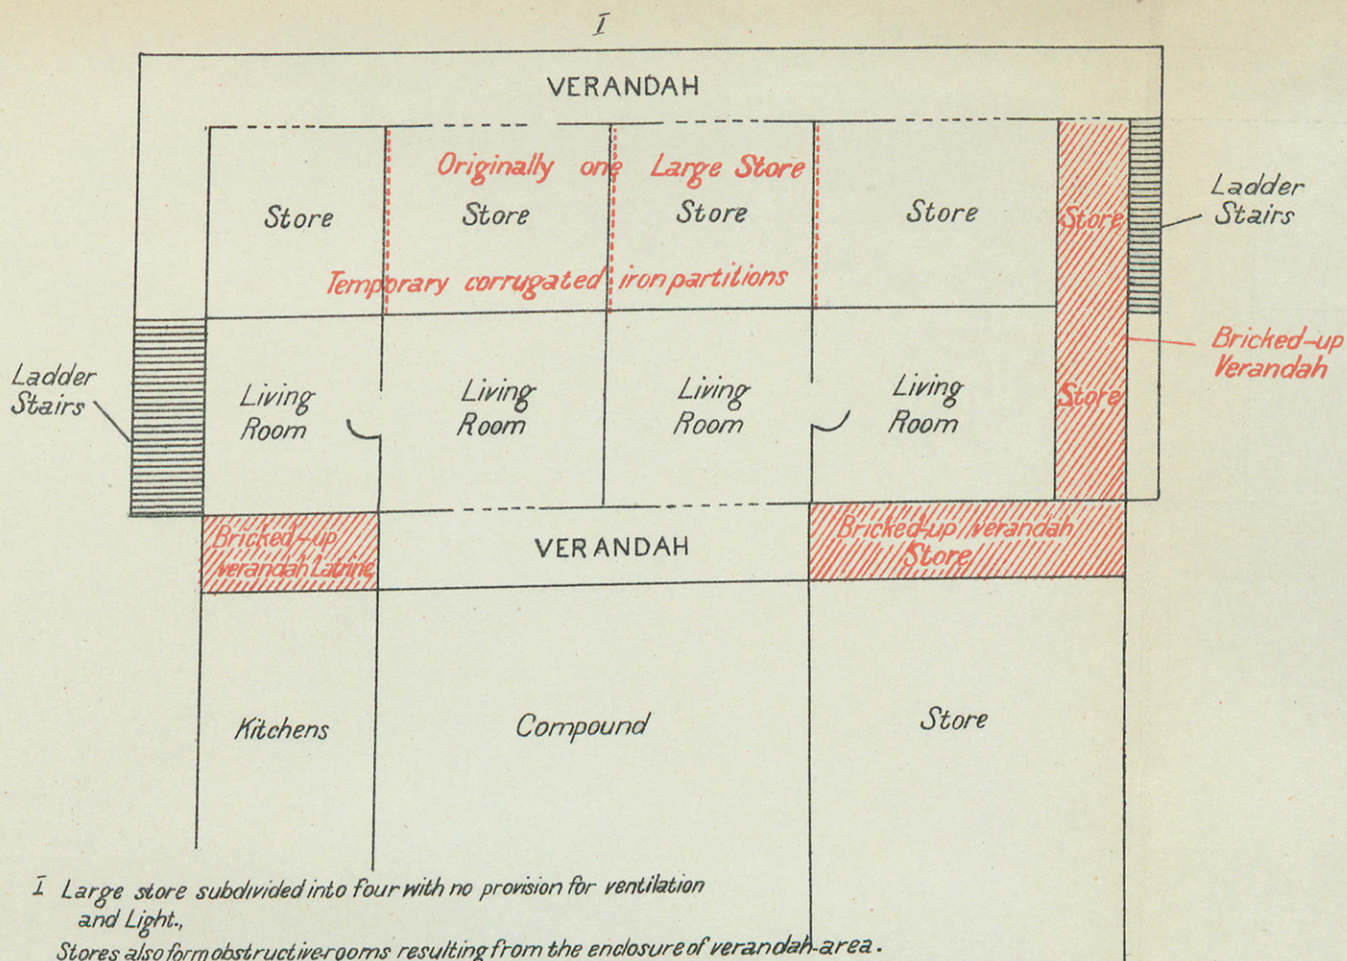 I
VERANDAH
Originally one Large Store
Store Store Store Store Store
Temporary corrugated iron partitions
Ladder
Stairs
Bricked-up
Verandah
Ladder
Stairs
Living
Room
Living
Room
Living
Room
Living
Room
Store
Bricked-up
verandah Latrine
VERANDAH
Bricked-up verandah
Store
Kitchens
Compound
Store
I Large store subdivided into four with no provision for ventilation
and Light.,
Stores also form obstructive rooms resulting from the enclosure of verandah-area.